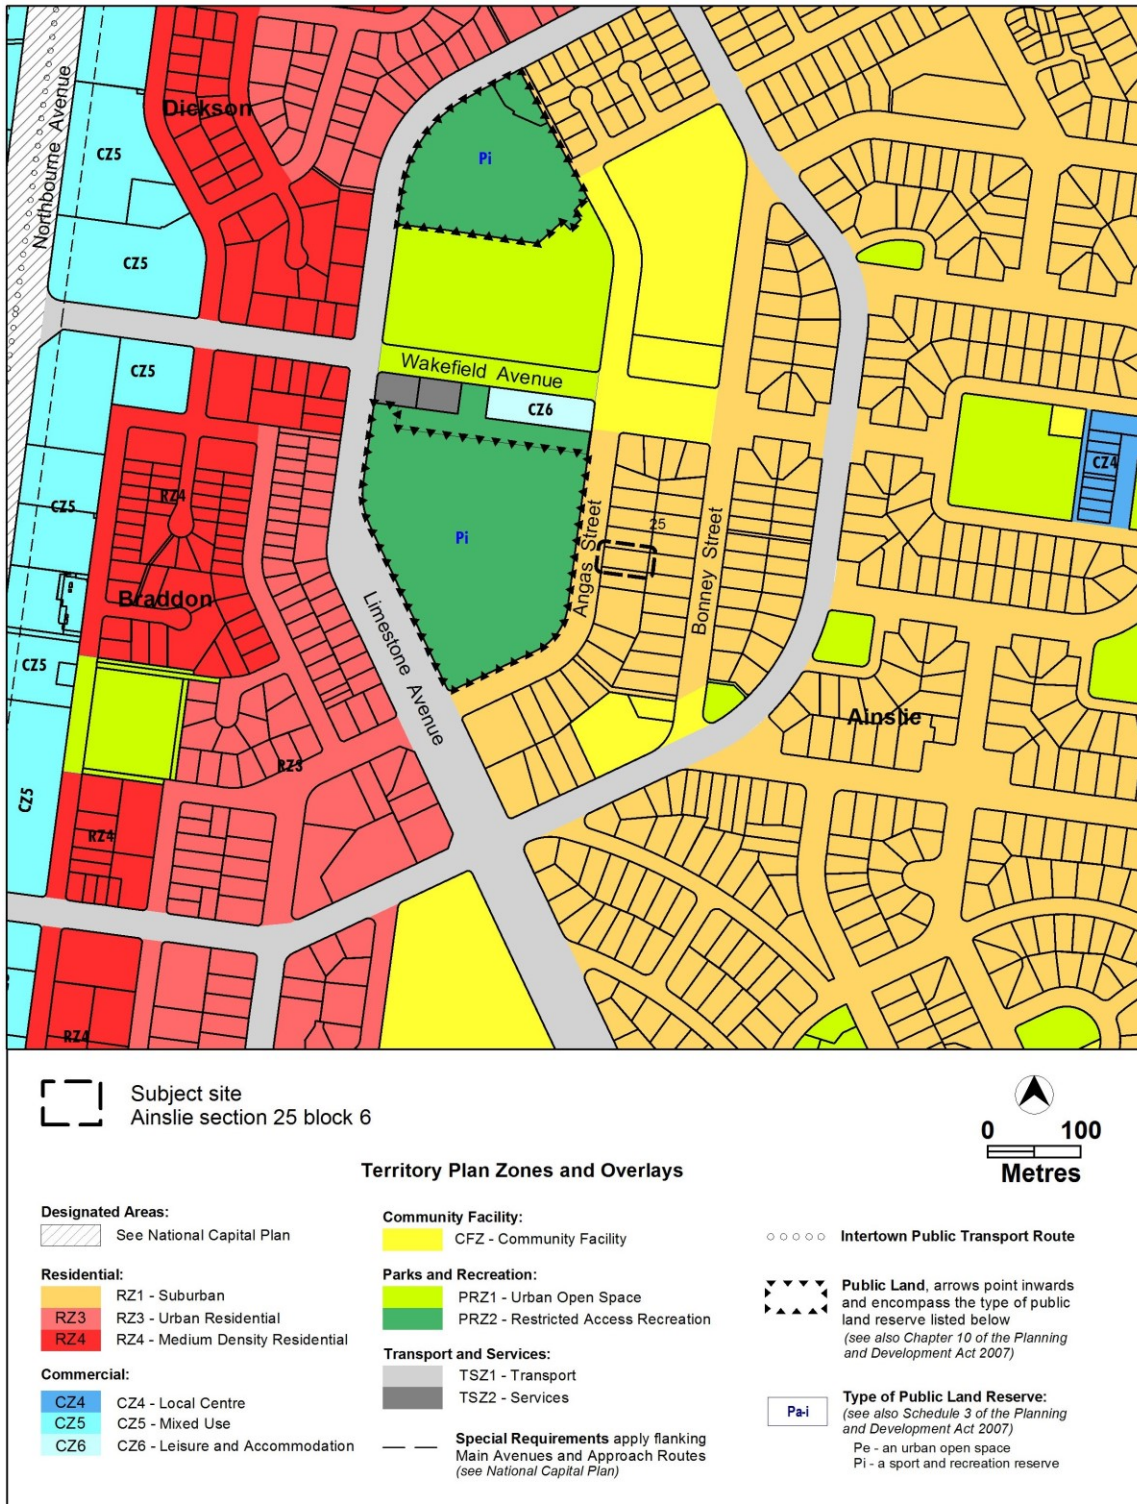 Northbourne Avenue
Dickson
CZ5
Pi
CZ5
Wakefield Avenue
CZ5
CZ6
CZ4
RZ4
CZ5
25
Pi
Angas Street
Bonney Street
Braddon
Limestone Avenue
CZ5
Ainslie
RZ3
CZ5
RZ4
RZ4
Subject site
Ainslie section 25 block 6
0 100
Metres
Territory Plan Zones and Overlays
Designated Areas:
See National Capital Plan
Residential:
RZ1 - Suburban
RZ3 RZ3 - Urban Residential
RZ4 RZ4 - Medium Density Residential
Commercial:
CZ4 CZ4 - Local Centre
CZ5 CZ5 - Mixed Use
CZ6 CZ6 - Leisure and Accommodation
Community Facility:
CFZ - Community Facility
Parks and Recreation:
PRZ1 - Urban Open Space
PRZ2 - Restricted Access Recreation
Transport and Services:
TSZ1 - Transport
TSZ2 - Services
Special Requirements apply flanking
Main Avenues and Approach Routes
(see National Capital Plan)
Intertown Public Transport Route
Public Land, arrows point inwards
and encompass the type of public
land reserve listed below
(see also Chapter 10 of the Planning
and Development Act 2007)
Pa-i
Type of Public Land Reserve:
(see also Schedule 3 of the Planning
and Development Act 2007)
Pe - an urban open space
Pi - a sport and recreation reserve